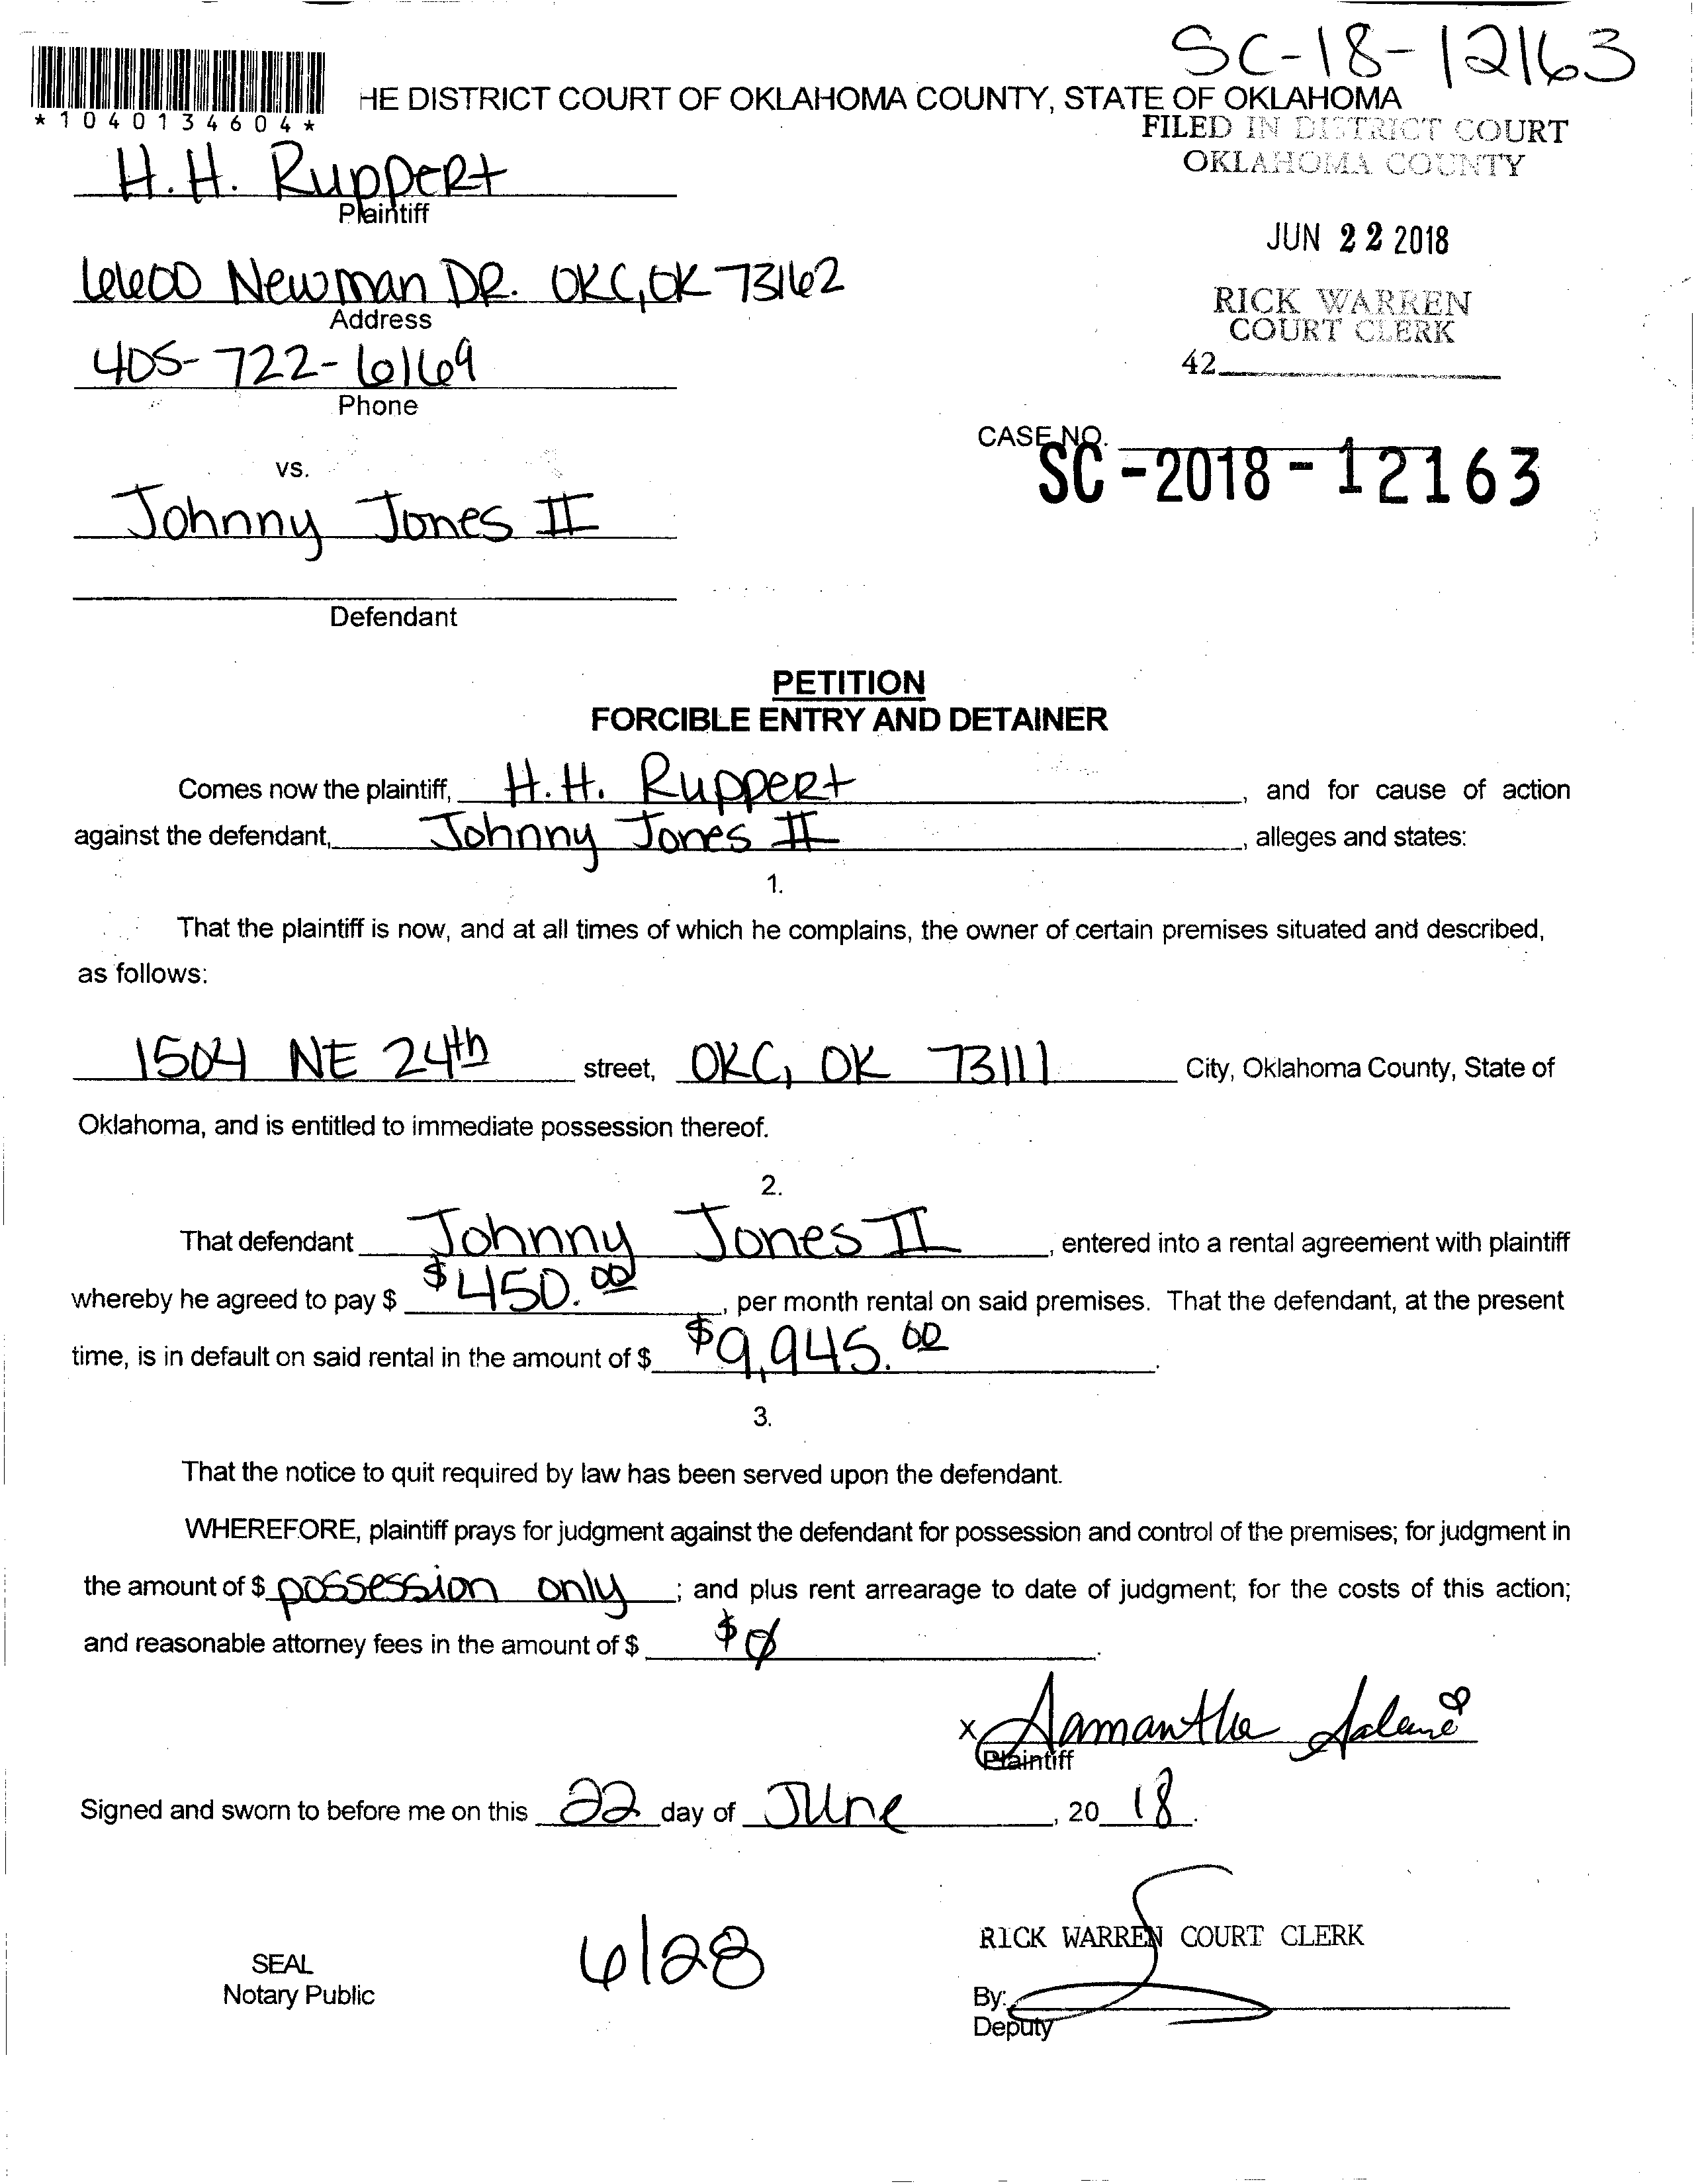 SC-18-12163
*1040134604*
HE DISTRICT COURT OF OKLAHOMA COUNTY, STATE OF OKLAHOMA
FILED IN DISTRICT COURT
OKLAHOMA COUNTY
H.H. Ruppert
Plaintiff
JUN 22 2018
6600 Newman DR. OKC, OK 73162
Address
RICK WARREN
COURT CLERK
405-722-6169
42
Phone
CASE NO.
SC-2018-12163
vs.
Johnny Jones II
Defendant
PETITION
FORCIBLE ENTRY AND DETAINER
Comes now the plaintiff, H.H. Ruppert, and for cause of action
against the defendant, Johnny Jones II, alleges and states:
1.
That the plaintiff is now, and at all times of which he complains, the owner of certain premises situated and described,
as follows:
1504 NE 24th street, OKC, OK 73111 City, Oklahoma County, State of
Oklahoma, and is entitled to immediate possession thereof.
2.
That defendant Johnny Jones II, entered into a rental agreement with plaintiff
whereby he agreed to pay $ $450.00, per month rental on said premises. That the defendant, at the present
time, is in default on said rental in the amount of $ $9,945.00.
3.
That the notice to quit required by law has been served upon the defendant.
WHEREFORE, plaintiff prays for judgment against the defendant for possession and control of the premises; for judgment in
the amount of $ possession only; and plus rent arrearage to date of judgment; for the costs of this action;
and reasonable attorney fees in the amount of $ $0.
x Samantha
Plaintiff
Signed and sworn to before me on this 22 day of June, 2018.
RICK WARREN COURT CLERK
SEAL
6/28
Notary Public
By:
Deputy